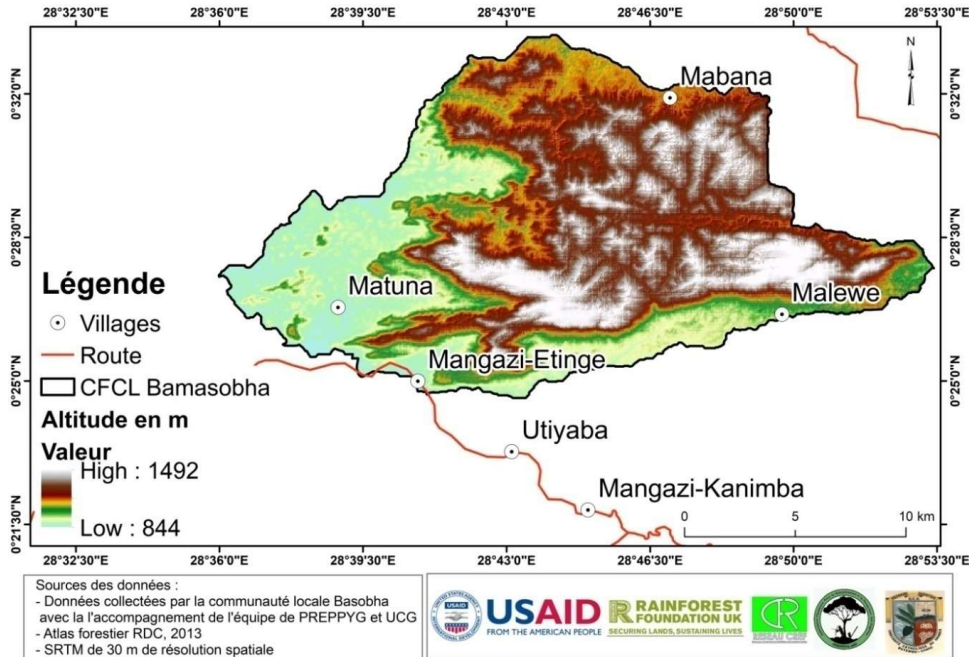 28°32'30"E 28°36'0"E 28°39'30"E 28°43'0"E 28°46'30"E 28°50'0"E 28°53'30"E
N
0°32'0"N 0°32'0"N
Mabana
0°28'30"N 0°28'30"N
Légende
Villages
Route
CFCL Bamasobha
Altitude en m
Valeur
High : 1492
Low : 844
Matuna
Malewe
Mangazi-Etinge
0°25'0"N 0°25'0"N
Utiyaba
Mangazi-Kanimba
0 5 10 km
0°21'30"N 0°21'30"N
28°32'30"E 28°36'0"E 28°39'30"E 28°43'0"E 28°46'30"E 28°50'0"E 28°53'30"E
Sources des données :
- Données collectées par la communauté locale Basobha
avec la l'accompagnement de l'équipe de PREPPYG et UCG
- Atlas forestier RDC, 2013
- SRTM de 30 m de résolution spatiale
USAID
USAID
FROM THE AMERICAN PEOPLE
RAINFOREST
FOUNDATION UK
SECURING LANDS, SUSTAINING LIVES